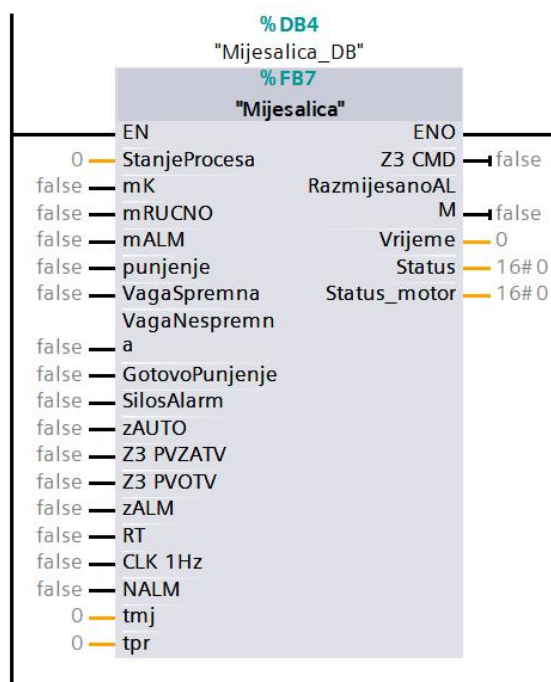 %DB4
"Mijesalica_DB"
%FB7
"Mijesalica"
EN ENO
0 StanjeProcesa Z3 CMD false
false mK RazmijesanoAL
false mRUCNO M false
false mALM Vrijeme 0
false punjenje Status 16#0
false VagaSpremna Status_motor 16#0
VagaNespremn
false a
false GotovoPunjenje
false SilosAlarm
false zAUTO
false Z3 PVZATV
false Z3 PVOTV
false zALM
false RT
false CLK 1Hz
false NALM
0 tmj
0 tpr